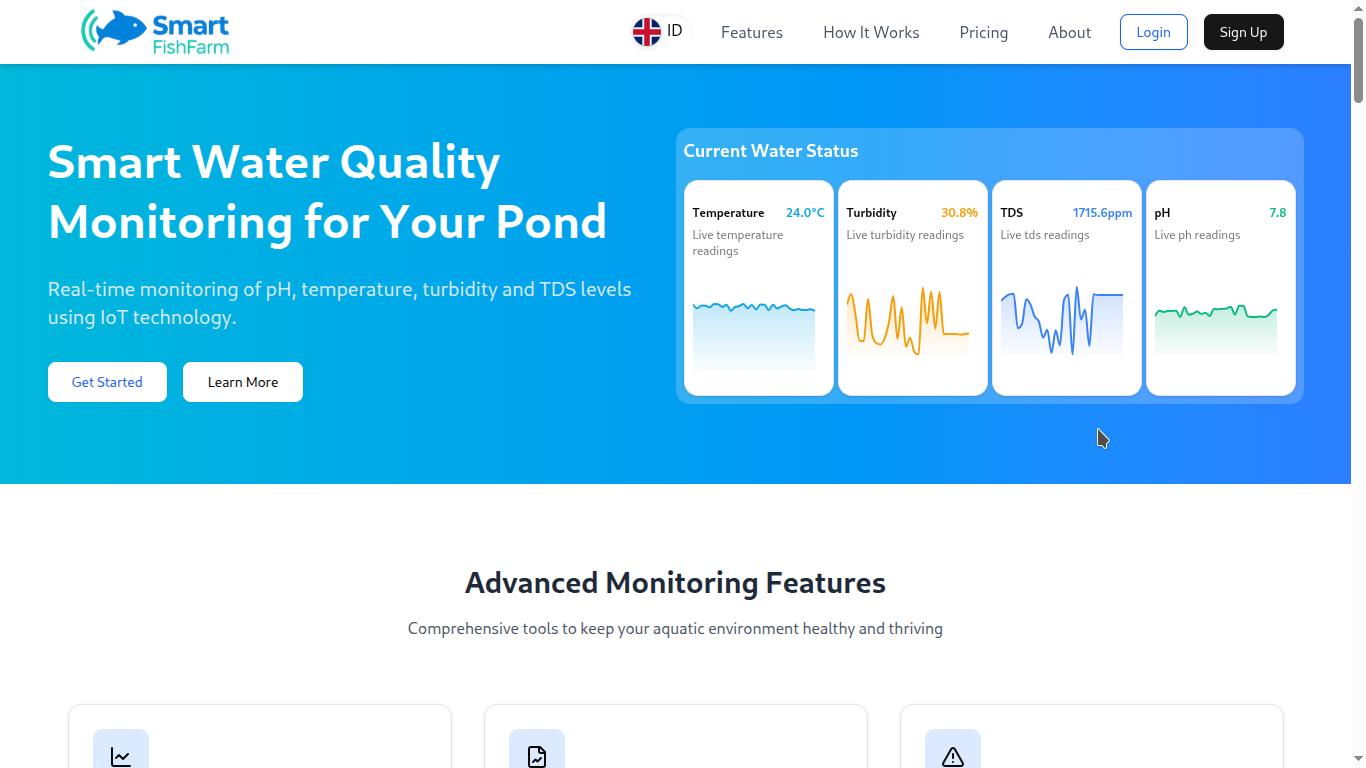 Smart
FishFarm
ID
Features
How It Works
Pricing
About
Login
Sign Up
Smart Water Quality
Monitoring for Your Pond
Real-time monitoring of pH, temperature, turbidity and TDS levels
using IoT technology.
Get Started
Learn More
Current Water Status
Temperature 24.0°C
Live temperature
readings
Turbidity 30.8%
Live turbidity readings
TDS 1715.6ppm
Live tds readings
pH 7.8
Live ph readings
Advanced Monitoring Features
Comprehensive tools to keep your aquatic environment healthy and thriving